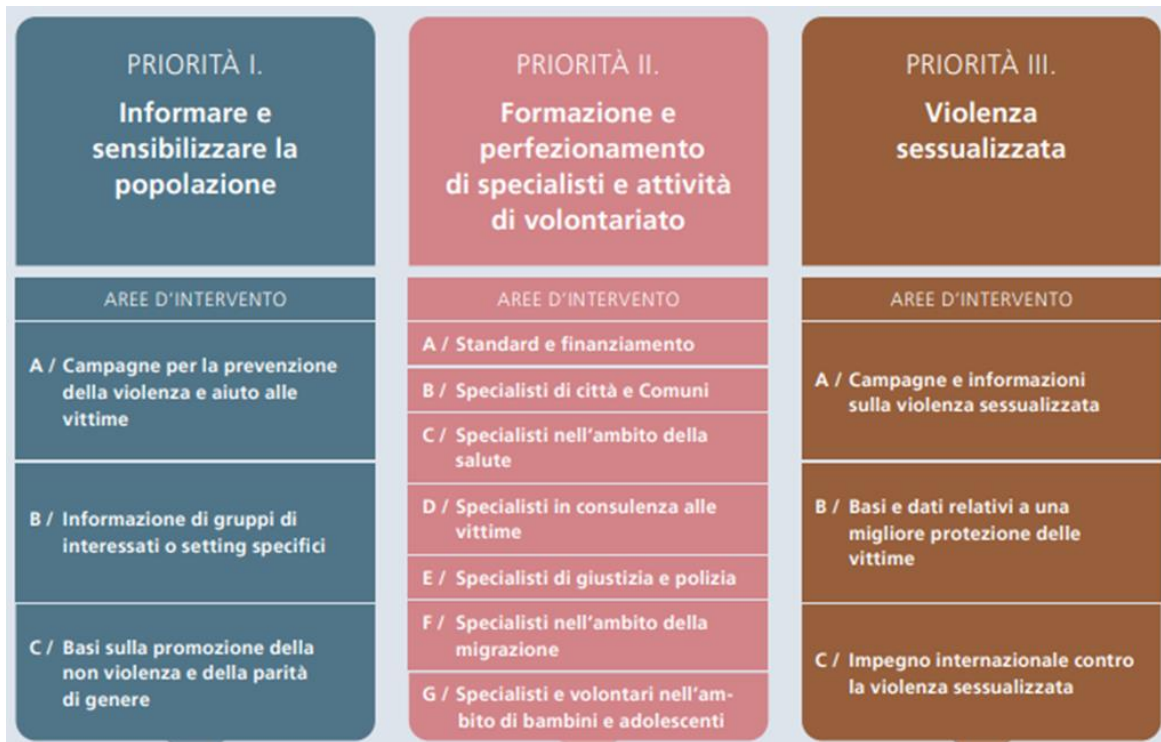 PRIORITÀ I.
Informare e
sensibilizzare la
popolazione
AREE D'INTERVENTO
A / Campagne per la prevenzione
della violenza e aiuto alle
vittime
B / Informazione di gruppi di
interessati o setting specifici
C / Basi sulla promozione della
non violenza e della parità
di genere
PRIORITÀ II.
Formazione e
perfezionamento
di specialisti e attività
di volontariato
AREE D'INTERVENTO
A / Standard e finanziamento
B / Specialisti di città e Comuni
C / Specialisti nell'ambito della
salute
D / Specialisti in consulenza alle
vittime
E / Specialisti di giustizia e polizia
F / Specialisti nell'ambito della
migrazione
G / Specialisti e volontari nell'am-
bito di bambini e adolescenti
PRIORITÀ III.
Violenza
sessualizzata
AREE D'INTERVENTO
A / Campagne e informazioni
sulla violenza sessualizzata
B / Basi e dati relativi a una
migliore protezione delle
vittime
C / Impegno internazionale contro
la violenza sessualizzata